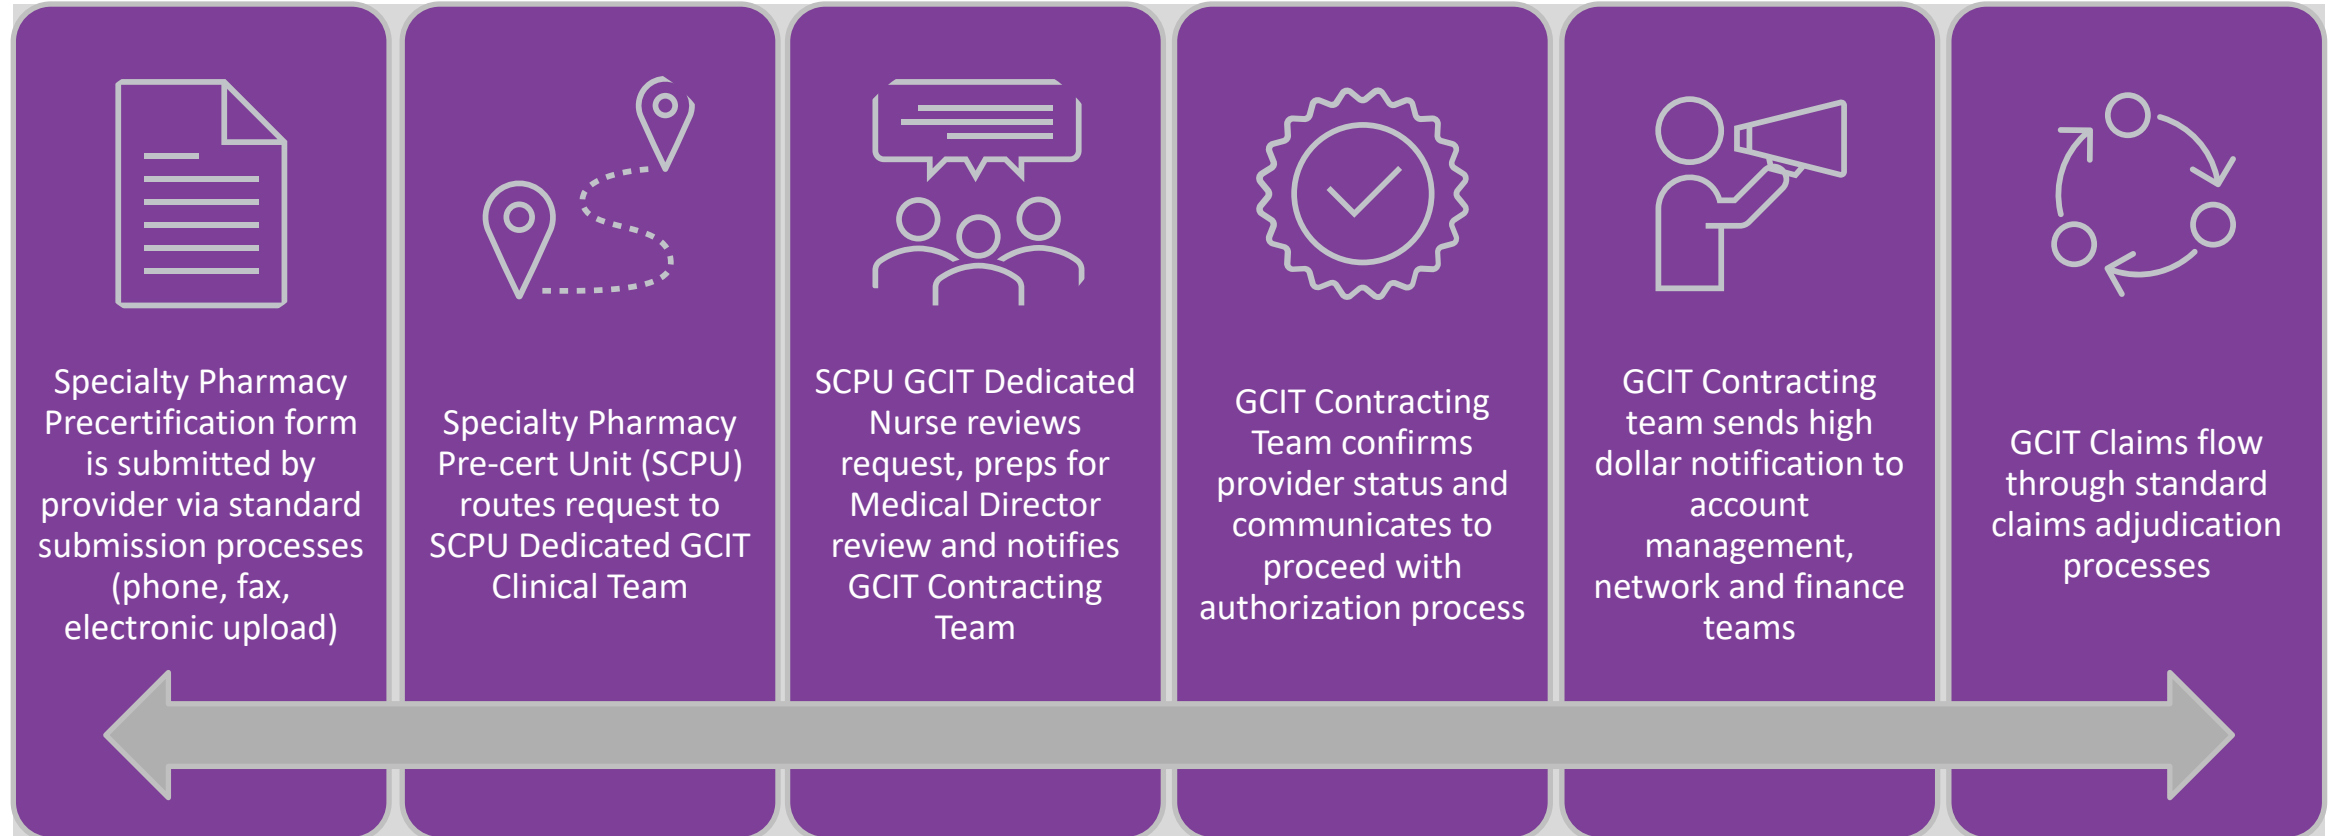 Specialty Pharmacy
Precertification form
is submitted by
provider via standard
submission processes
(phone, fax,
electronic upload)
Specialty Pharmacy
Pre-cert Unit (SCPU)
routes request to
SCPU Dedicated GCIT
Clinical Team
SCPU GCIT Dedicated
Nurse reviews
request, preps for
Medical Director
review and notifies
GCIT Contracting
Team
GCIT Contracting
Team confirms
provider status and
communicates to
proceed with
authorization process
GCIT Contracting
team sends high
dollar notification to
account
management,
network and finance
teams
GCIT Claims flow
through standard
claims adjudication
processes